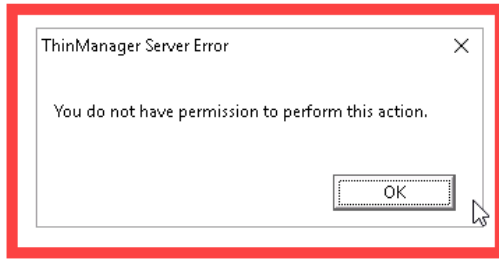 ThinManager Server Error
You do not have permission to perform this action.
OK